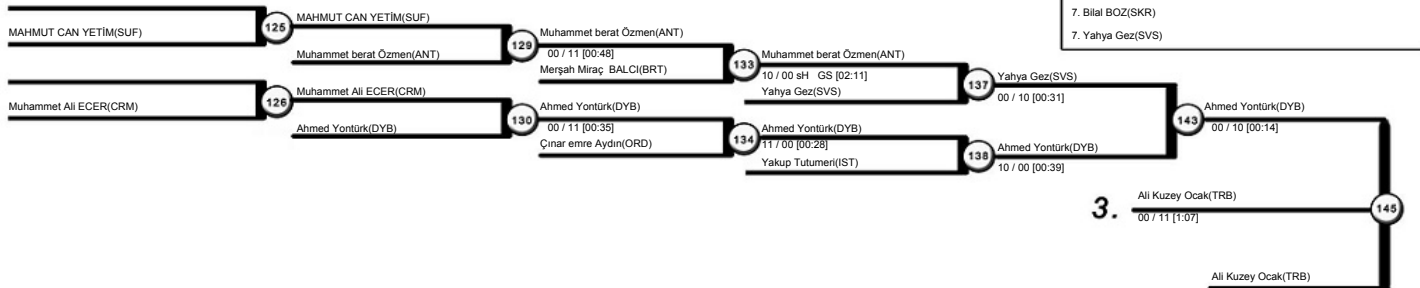 7. Bilal BOZ(SKR)
7. Yahya Gez(SVS)
MAHMUT CAN YETİM(SUF)
125
MAHMUT CAN YETİM(SUF)
Muhammet berat Özmen(ANT)
129
Muhammet berat Özmen(ANT)
00 / 11 [00:48]
Merşah Miraç BALCI(BRT)
133
Muhammet berat Özmen(ANT)
10 / 00 sH GS [02:11]
Yahya Gez(SVS)
137
Yahya Gez(SVS)
00 / 10 [00:31]
Muhammet Ali ECER(CRM)
126
Muhammet Ali ECER(CRM)
Ahmed Yontürk(DYB)
130
Ahmed Yontürk(DYB)
00 / 11 [00:35]
Çınar emre Aydın(ORD)
134
Ahmed Yontürk(DYB)
11 / 00 [00:28]
Yakup Tutumeri(IST)
138
Ahmed Yontürk(DYB)
10 / 00 [00:39]
143
Ahmed Yontürk(DYB)
00 / 10 [00:14]
3.
Ali Kuzey Ocak(TRB)
00 / 11 [1:07]
145
Ali Kuzey Ocak(TRB)